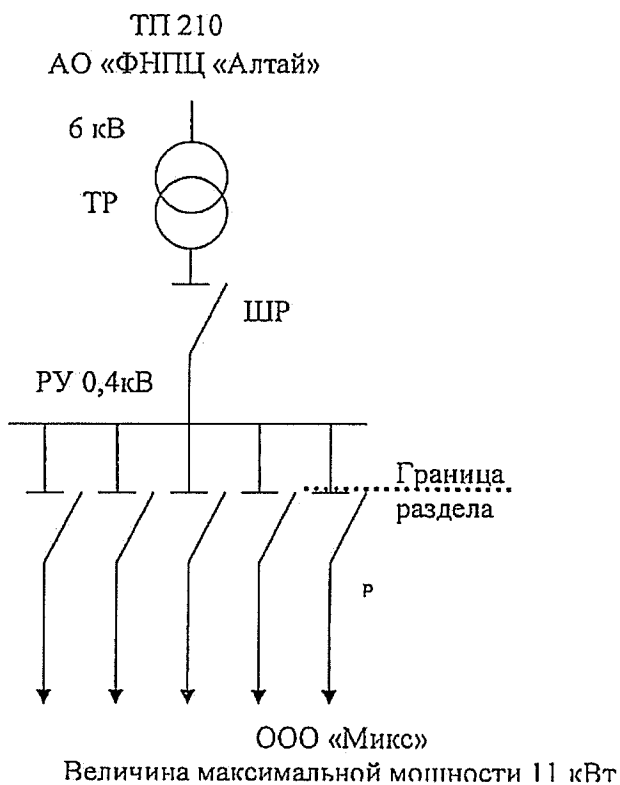 ТП 210
АО «ФНПЦ «Алтай»
6 кВ
ТР
ШР
РУ 0,4кВ
Граница
раздела
Р
ООО «Микс»
Величина максимальной мощности 11 кВт